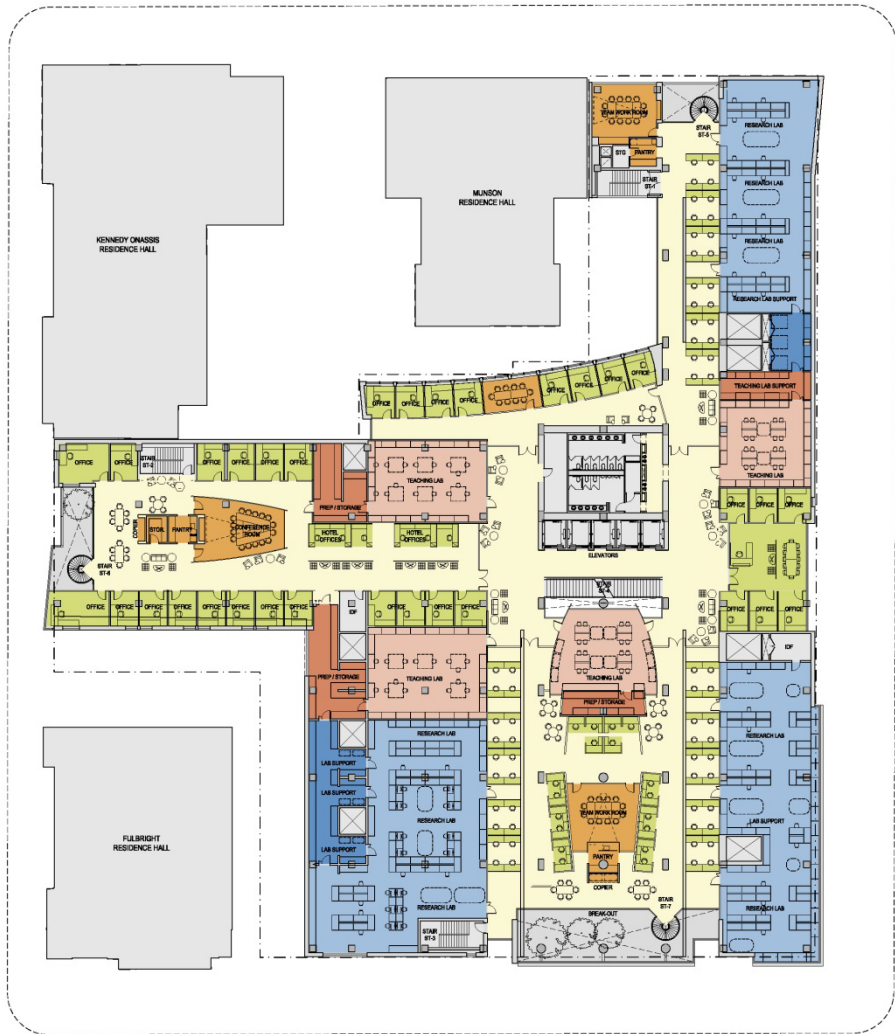 TEAM WORK ROOM
STAIR
ST-5
RESEARCH LAB
STG
PANTRY
STAIR
ST-1
RESEARCH LAB
MUNSON
RESIDENCE HALL
KENNEDY ONASSIS
RESIDENCE HALL
RESEARCH LAB
RESEARCH LAB SUPPORT
OFFICE
OFFICE
OFFICE
OFFICE
OFFICE
OFFICE
OFFICE
OFFICE
TEACHING LAB SUPPORT
OFFICE
OFFICE
STAIR
ST-2
OFFICE
OFFICE
OFFICE
OFFICE
TEACHING LAB
TEACHING LAB
PREP / STORAGE
OFFICE
OFFICE
OFFICE
COPIER
STOR.
PANTRY
CONFERENCE
ROOM
HOTEL
OFFICES
HOTEL
OFFICES
ELEVATORS
STAIR
ST-6
STAIR
OFFICE
OFFICE
OFFICE
OFFICE
OFFICE
OFFICE
OFFICE
OFFICE
IDF
OFFICE
OFFICE
OFFICE
OFFICE
OFFICE
OFFICE
IDF
PREP / STORAGE
TEACHING LAB
TEACHING LAB
PREP / STORAGE
RESEARCH LAB
RESEARCH LAB
LAB SUPPORT
LAB SUPPORT
RESEARCH LAB
TEAM WORK ROOM
LAB SUPPORT
FULBRIGHT
RESIDENCE HALL
LAB SUPPORT
PANTRY
COPIER
RESEARCH LAB
RESEARCH LAB
STAIR
ST-7
BREAK-OUT
STAIR
ST-3